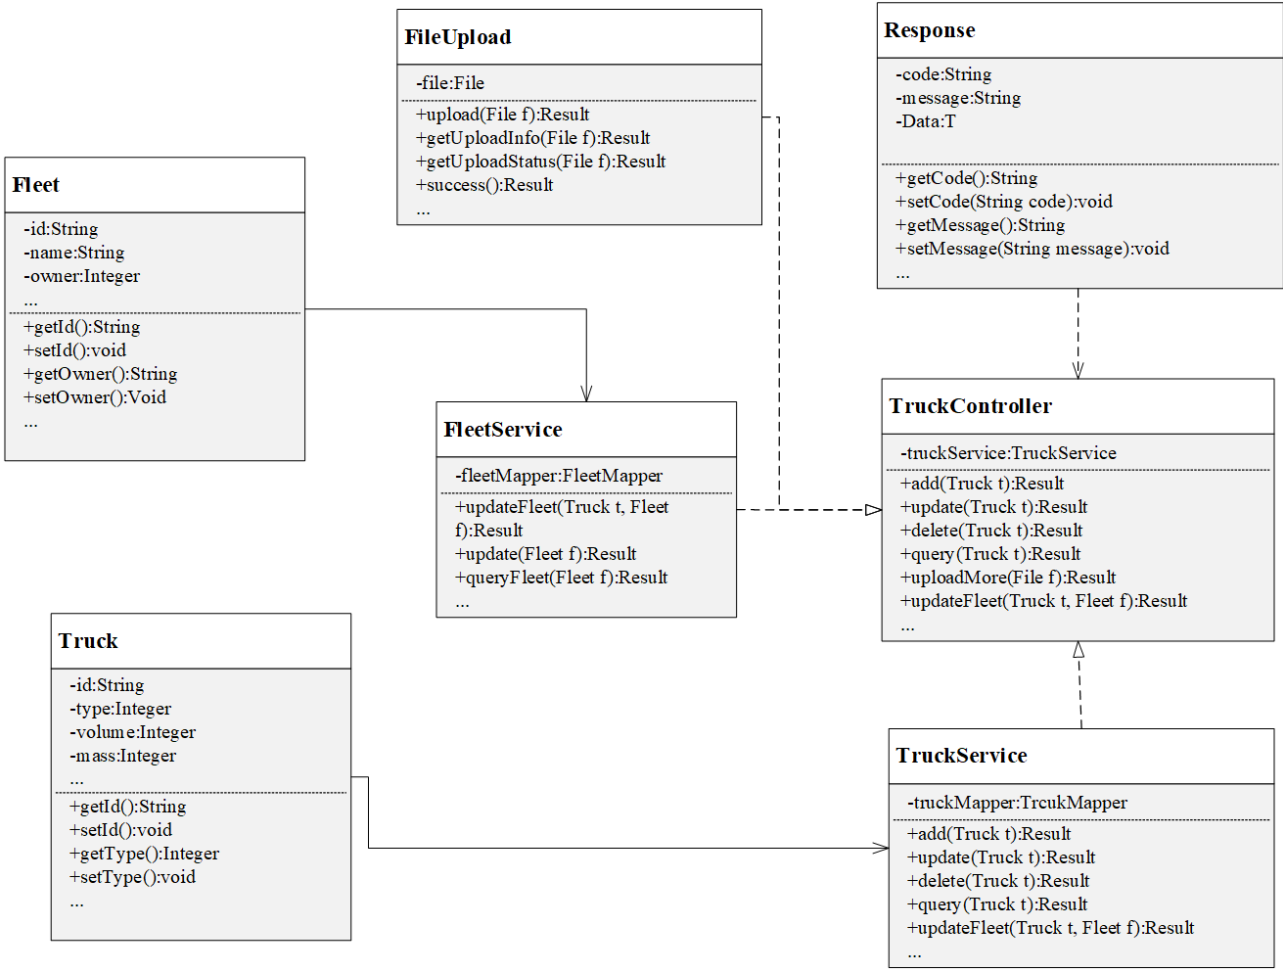 FileUpload
-file:File
+upload(File f):Result
+getUploadInfo(File f):Result
+getUploadStatus(File f):Result
+success():Result
...
Response
-code:String
-message:String
-Data:T
+getCode():String
+setCode(String code):void
+getMessage():String
+setMessage(String message):void
...
Fleet
-id:String
-name:String
-owner:Integer
...
+getId():String
+setId():void
+getOwner():String
+setOwner():Void
...
FleetService
-fleetMapper:FleetMapper
+updateFleet(Truck t, Fleet
f):Result
+update(Fleet f):Result
+queryFleet(Fleet f):Result
...
TruckController
-truckService:TruckService
+add(Truck t):Result
+update(Truck t):Result
+delete(Truck t):Result
+query(Truck t):Result
+uploadMore(File f):Result
+updateFleet(Truck t, Fleet f):Result
...
Truck
-id:String
-type:Integer
-volume:Integer
-mass:Integer
...
+getId():String
+setId():void
+getType():Integer
+setType():void
...
TruckService
-truckMapper:TrcukMapper
+add(Truck t):Result
+update(Truck t):Result
+delete(Truck t):Result
+query(Truck t):Result
+updateFleet(Truck t, Fleet f):Result
...